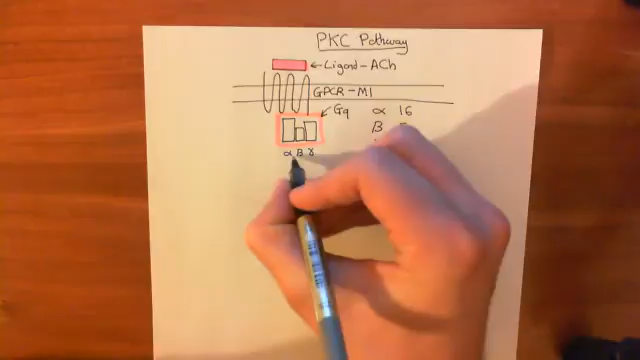 PKC Pathway
←Ligand-ACh
GPCR-M1
Gq α 16
β
α β γ